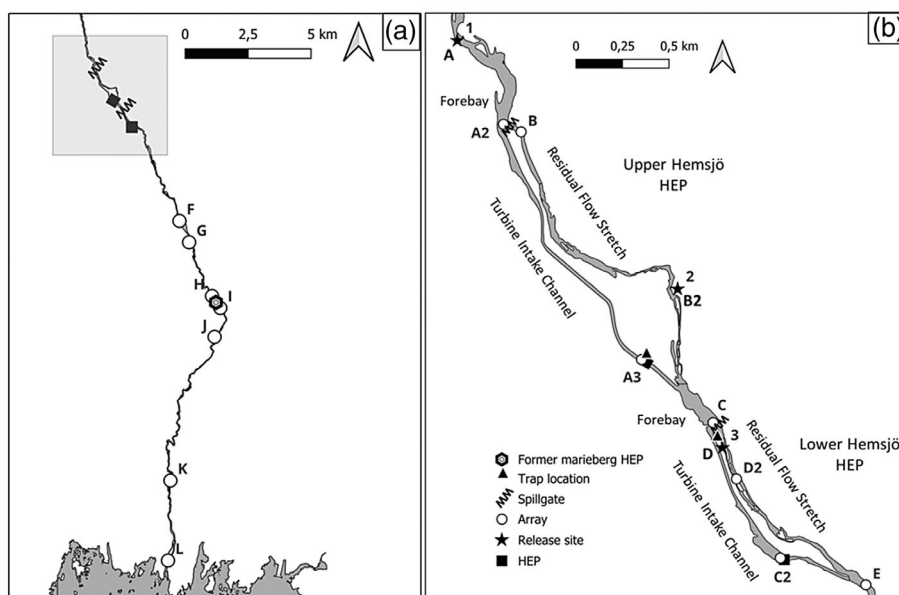 (a)
0 2,5 5 km
F
G
H
I
J
K
L
(b)
1
A
0 0,25 0,5 km
Forebay
A2
B
Upper Hemsjö
HEP
Residual Flow Stretch
Turbine Intake Channel
2
B2
A3
C
Forebay
3
D
D2
Lower Hemsjö
HEP
Residual Flow Stretch
Turbine Intake Channel
C2
E
Former marieberg HEP
Trap location
Spillgate
Array
Release site
HEP